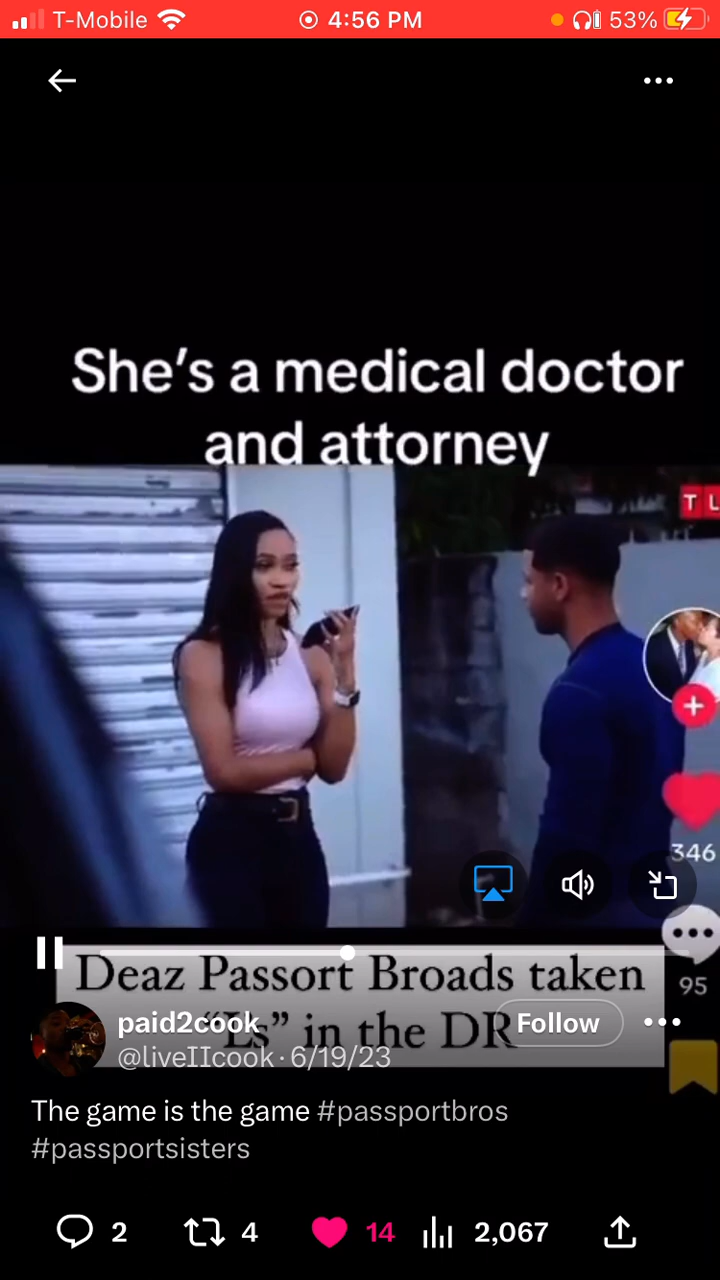 T-Mobile 4:56 PM 53%
She's a medical doctor
and attorney
TL
346
Deaz Passort Broads taken
"Ls" in the DR
95
paid2cook
Follow
@liveIIcook · 6/19/23
The game is the game #passportbros
#passportsisters
2 4 14 2,067